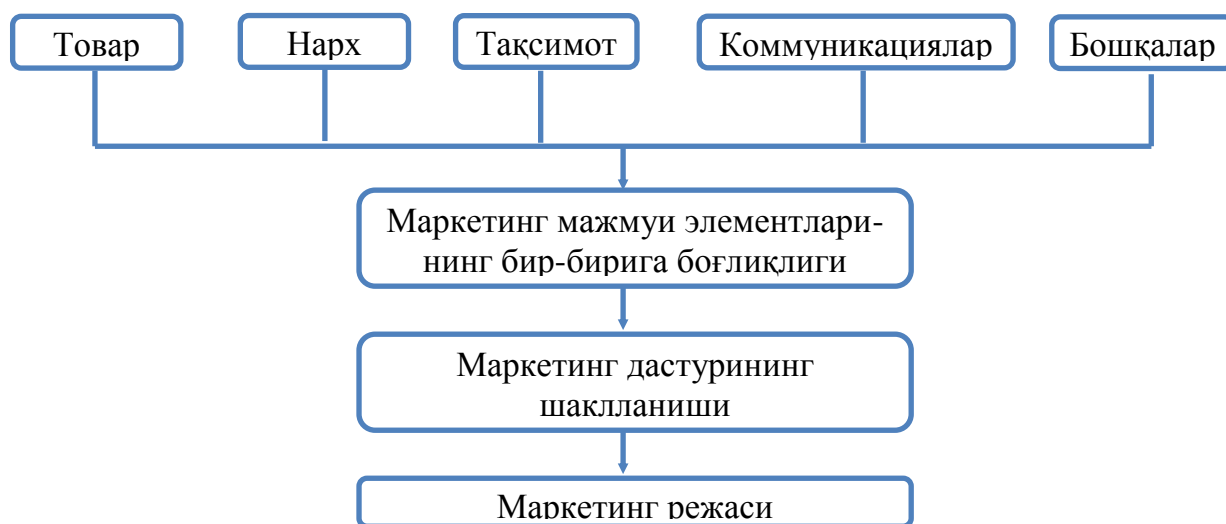 Товар Нарх Тақсимот Коммуникациялар Бошқалар
Маркетинг мажмуи элементлари-
нинг бир-бирига боғлиқлиги
Маркетинг дастурининг
шаклланиши
Маркетинг режаси